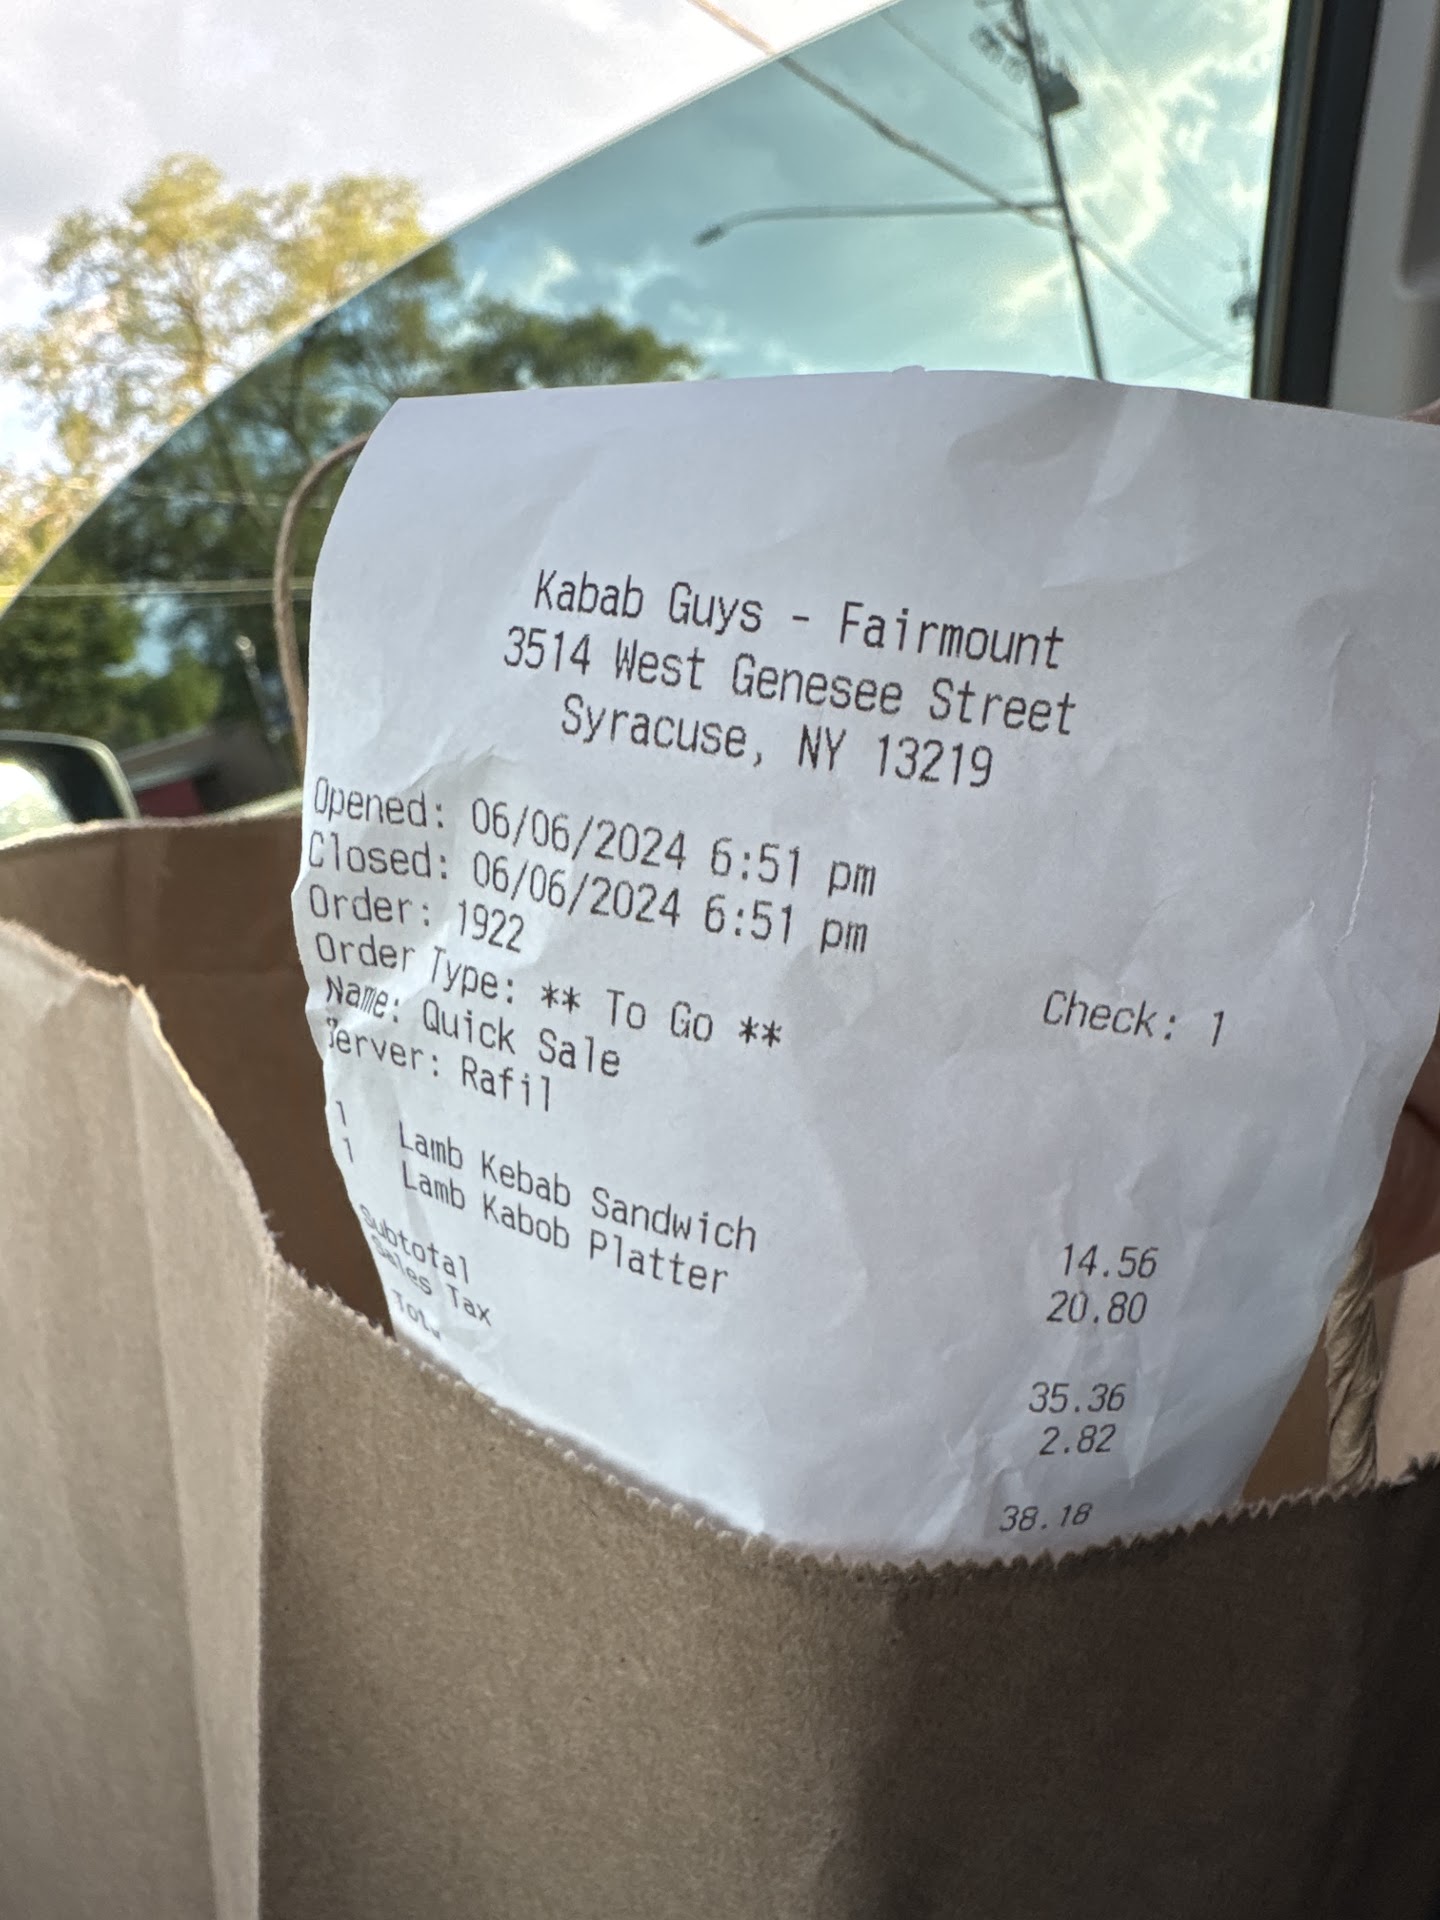 Kabab Guys - Fairmount
3514 West Genesee Street
Syracuse, NY 13219
Opened: 06/06/2024 6:51 pm
Closed: 06/06/2024 6:51 pm
Order: 1922
Order Type: ** To Go ** Check: 1
Name: Quick Sale
Server: Rafil
1 Lamb Kebab Sandwich 14.56
1 Lamb Kabob Platter 20.80
Subtotal 35.36
Sales Tax 2.82
38.18